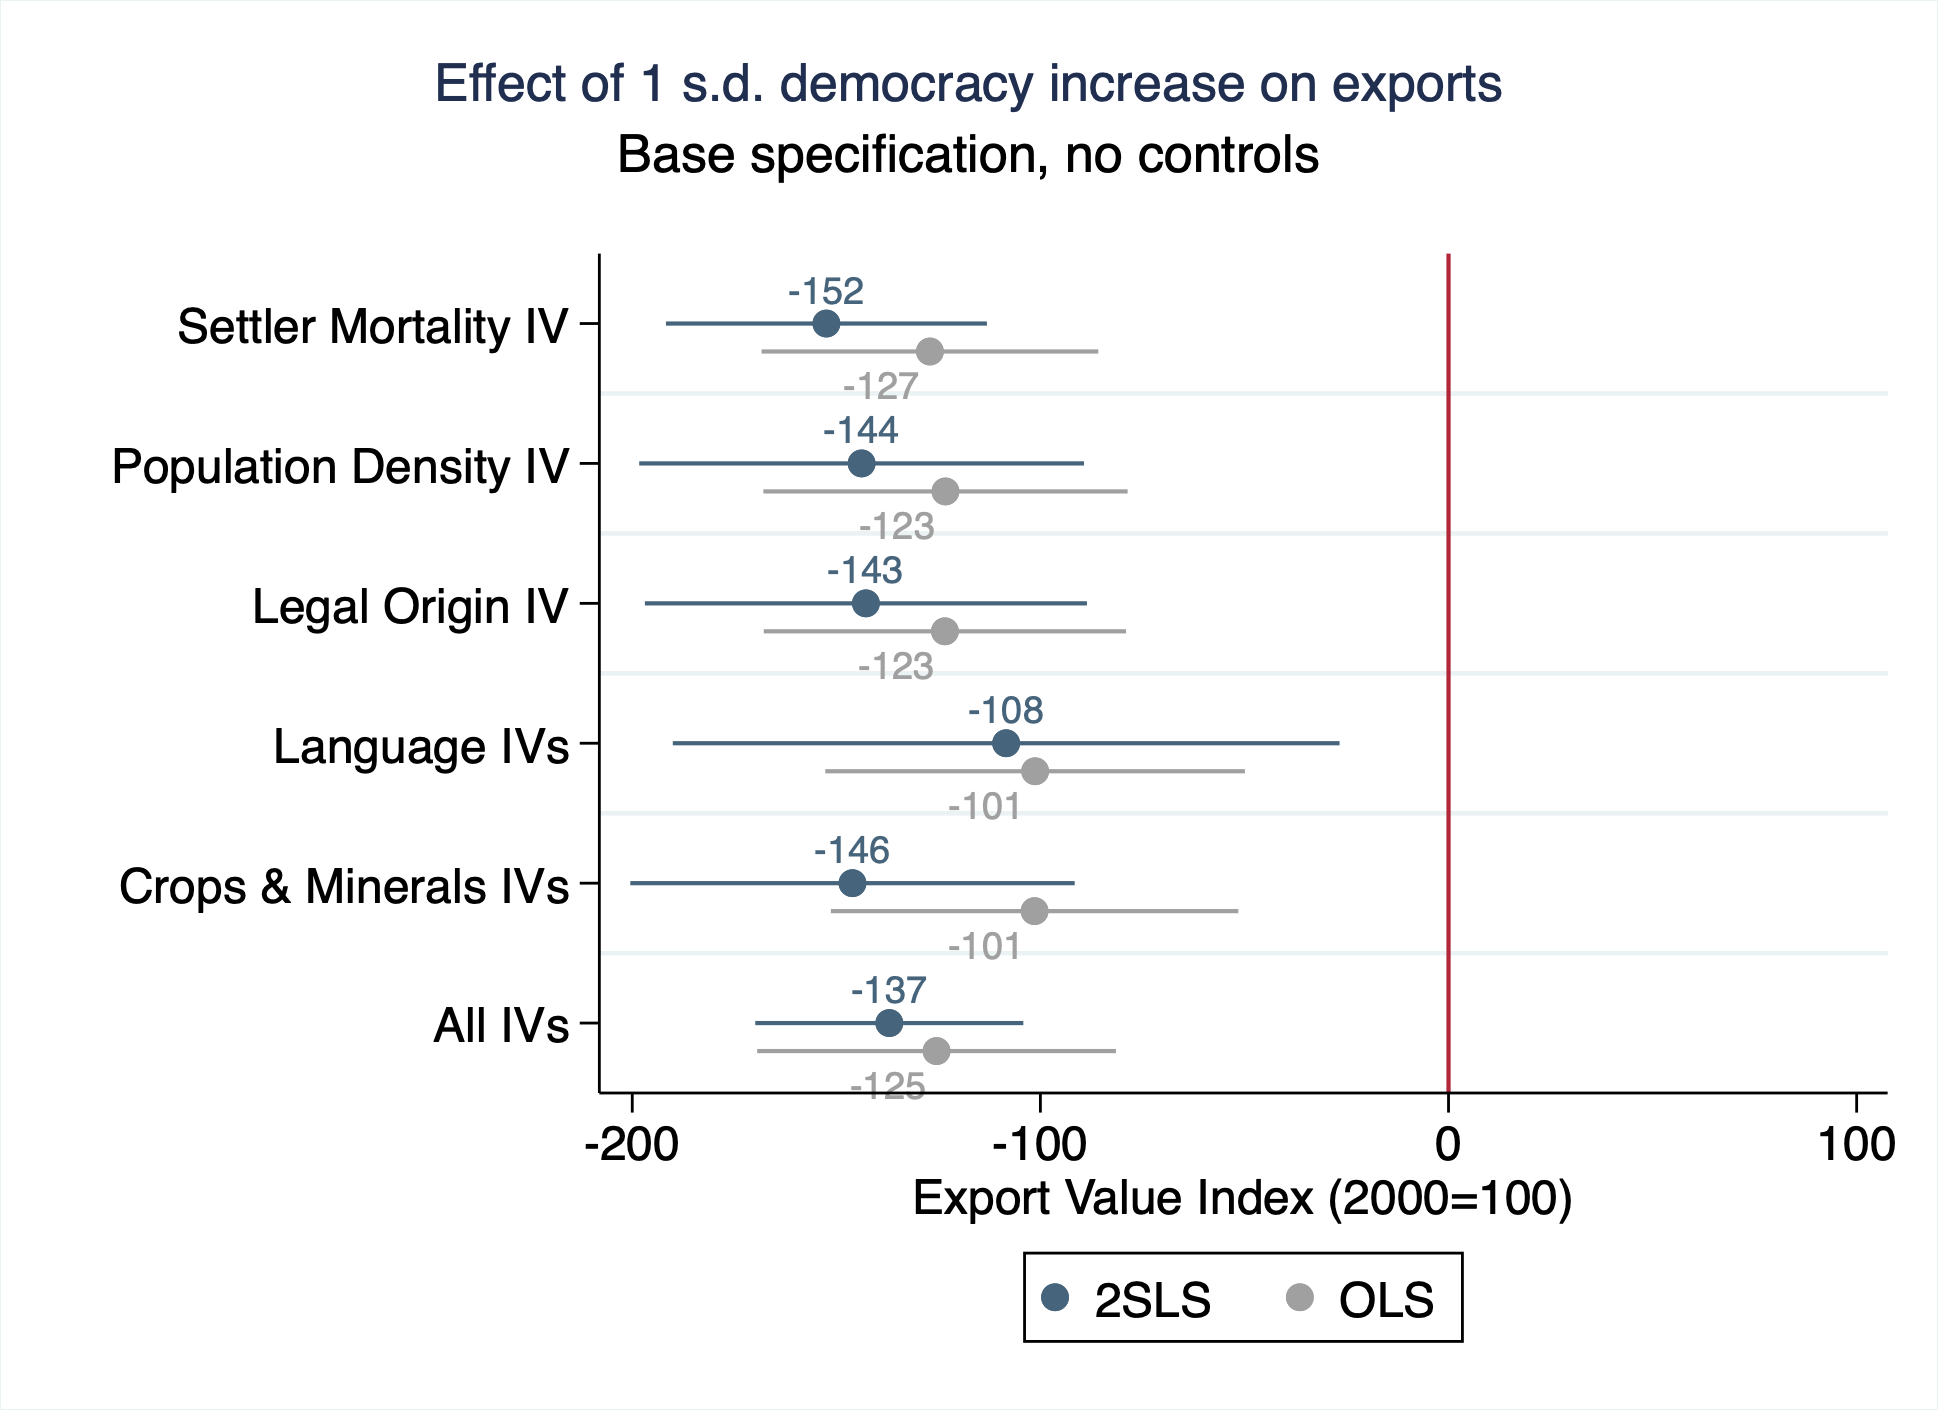 Effect of 1 s.d. democracy increase on exports
Base specification, no controls
-152
Settler Mortality IV
-127
-144
Population Density IV
-123
-143
Legal Origin IV
-123
-108
Language IVs
-101
-146
Crops & Minerals IVs
-101
-137
All IVs
-125
-200 -100 0 100
Export Value Index (2000=100)
2SLS OLS